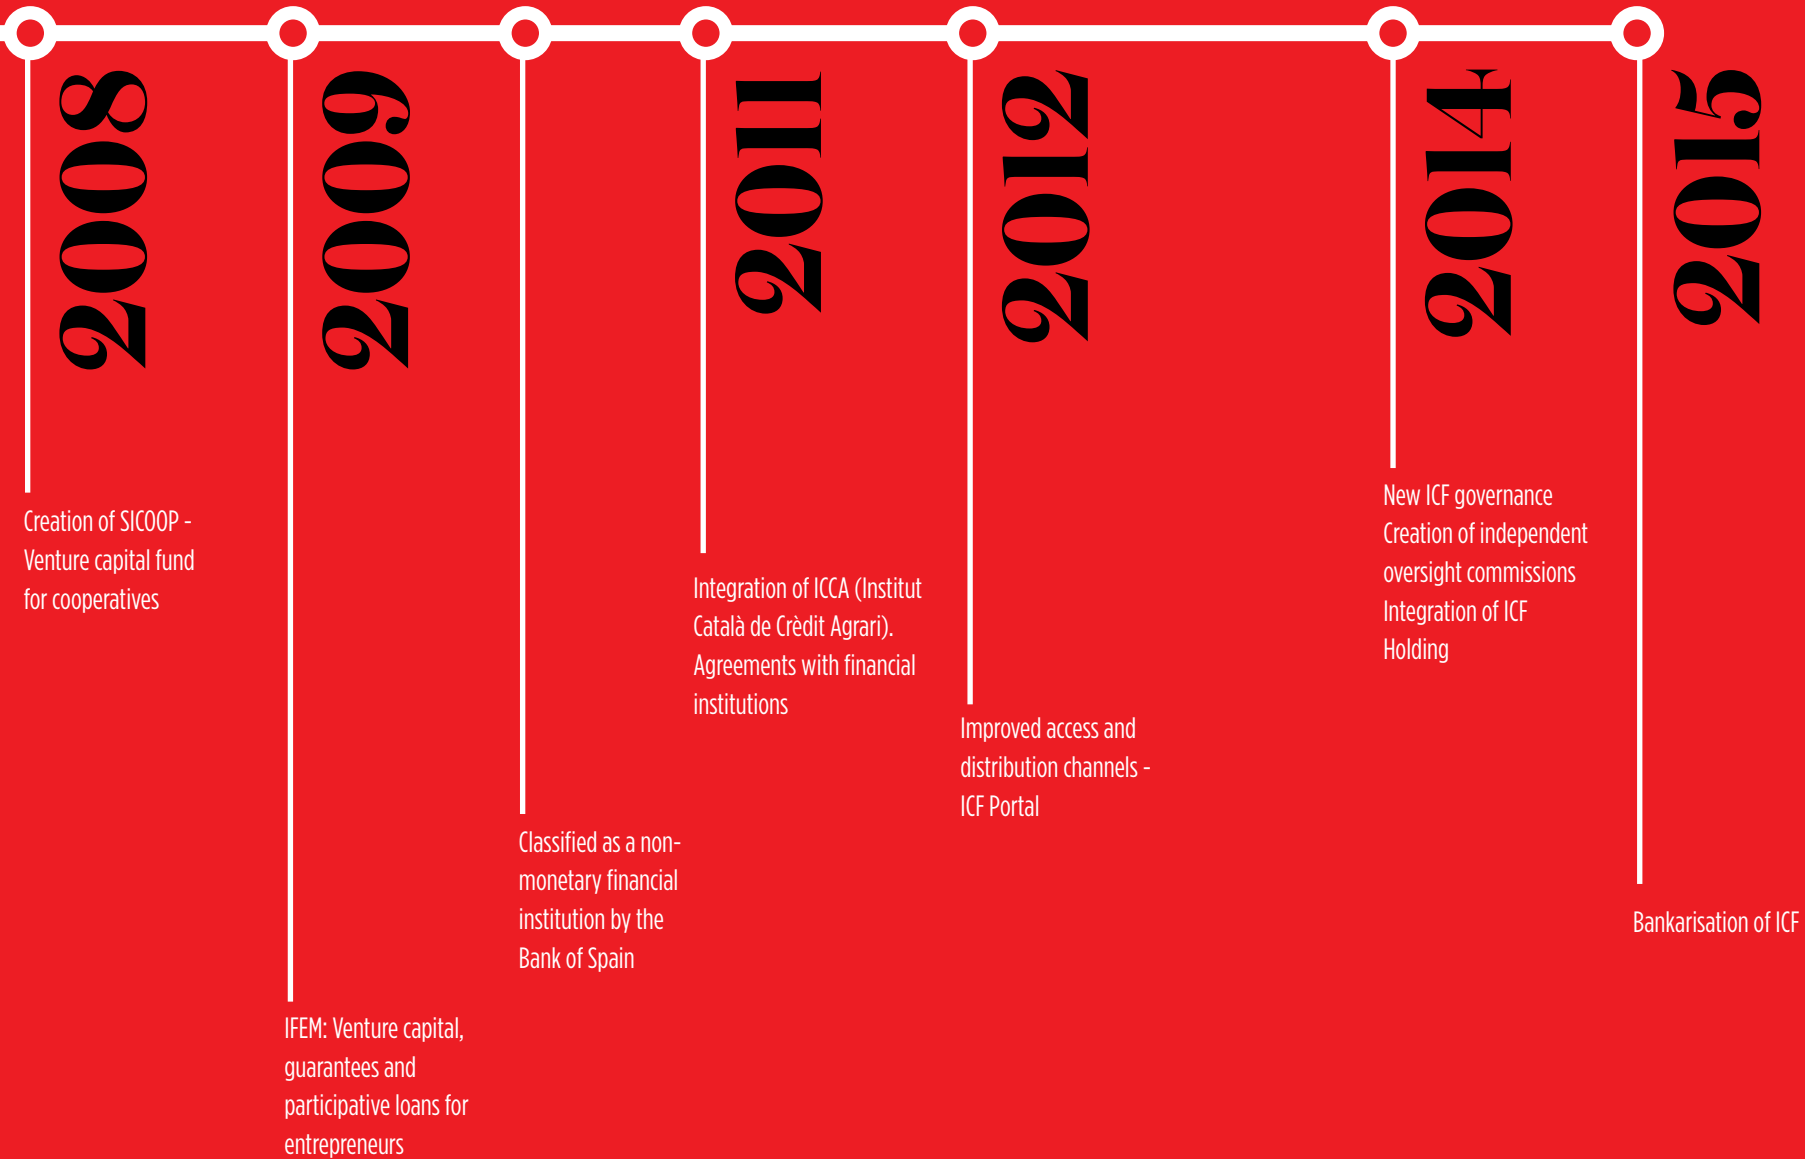 2008
Creation of SICOOP -
Venture capital fund
for cooperatives
2009
IFEM: Venture capital,
guarantees and
participative loans for
entrepreneurs
Classified as a non-
monetary financial
institution by the
Bank of Spain
2011
Integration of ICCA (Institut
Català de Crèdit Agrari).
Agreements with financial
institutions
2012
Improved access and
distribution channels -
ICF Portal
2014
New ICF governance
Creation of independent
oversight commissions
Integration of ICF
Holding
2015
Bankarisation of ICF